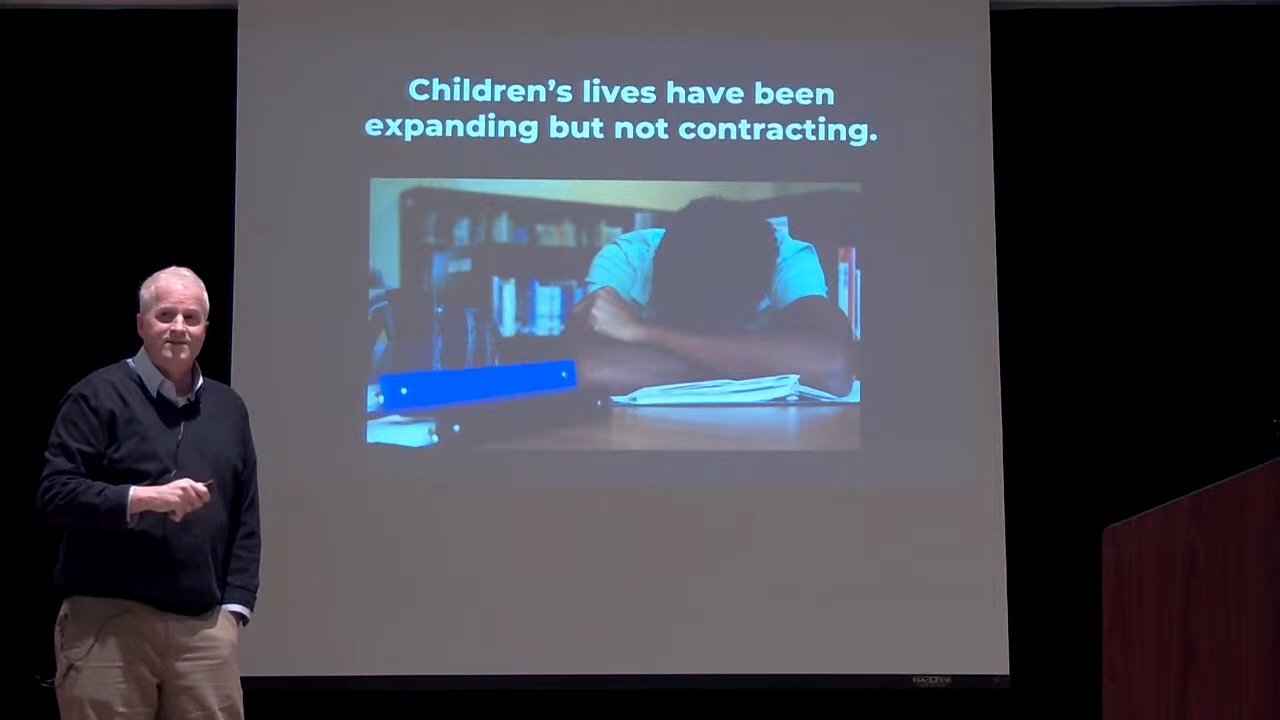 Children’s lives have been
expanding but not contracting.